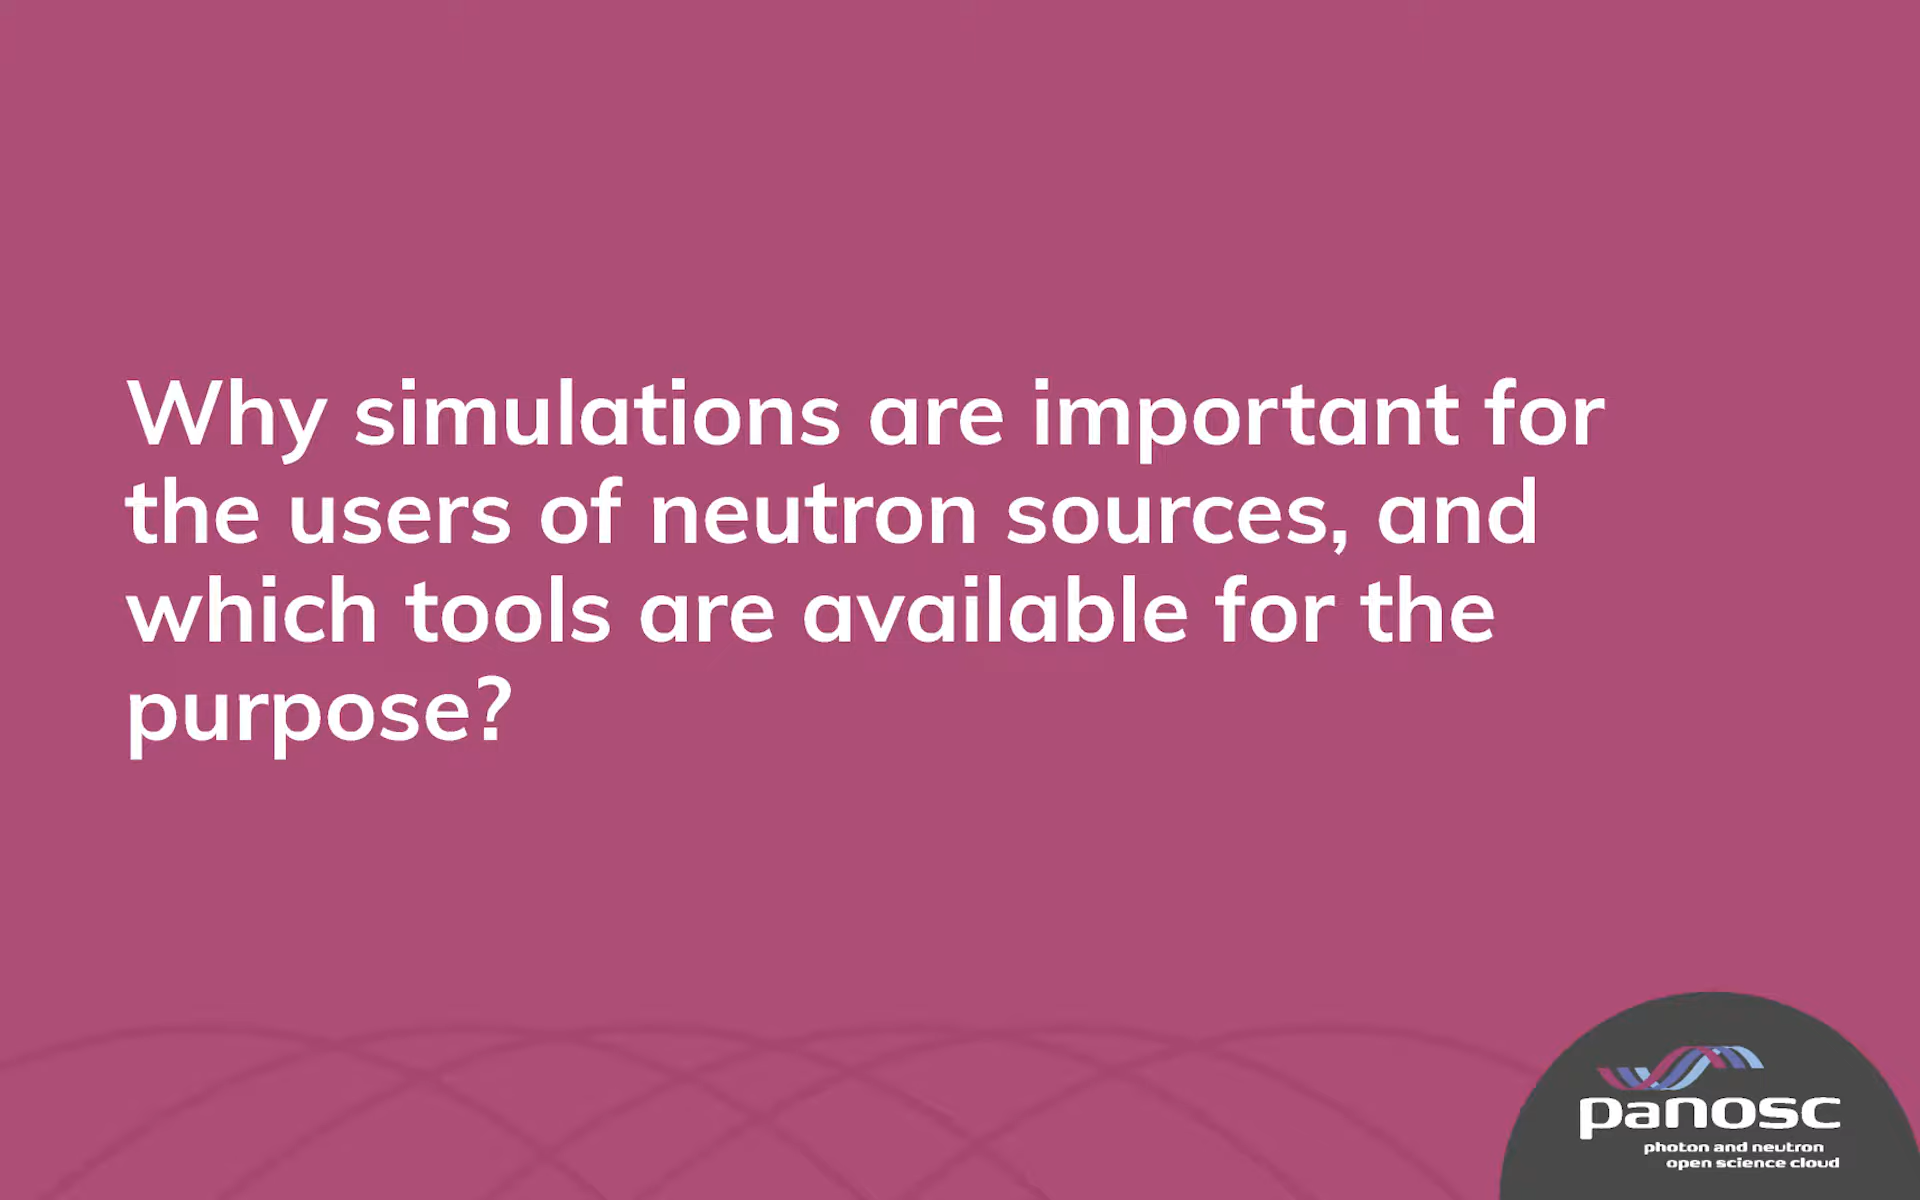 Why simulations are important for
the users of neutron sources, and
which tools are available for the
purpose?
panosc
photon and neutron
open science cloud